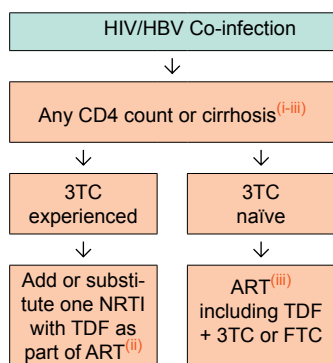 HIV/HBV Co-infection
Any CD4 count or cirrhosis(i-iii)
3TC
experienced
3TC
naïve
Add or substi-
tute one NRTI
with TDF as
part of ART(ii)
ART(iii)
including TDF
+ 3TC or FTC